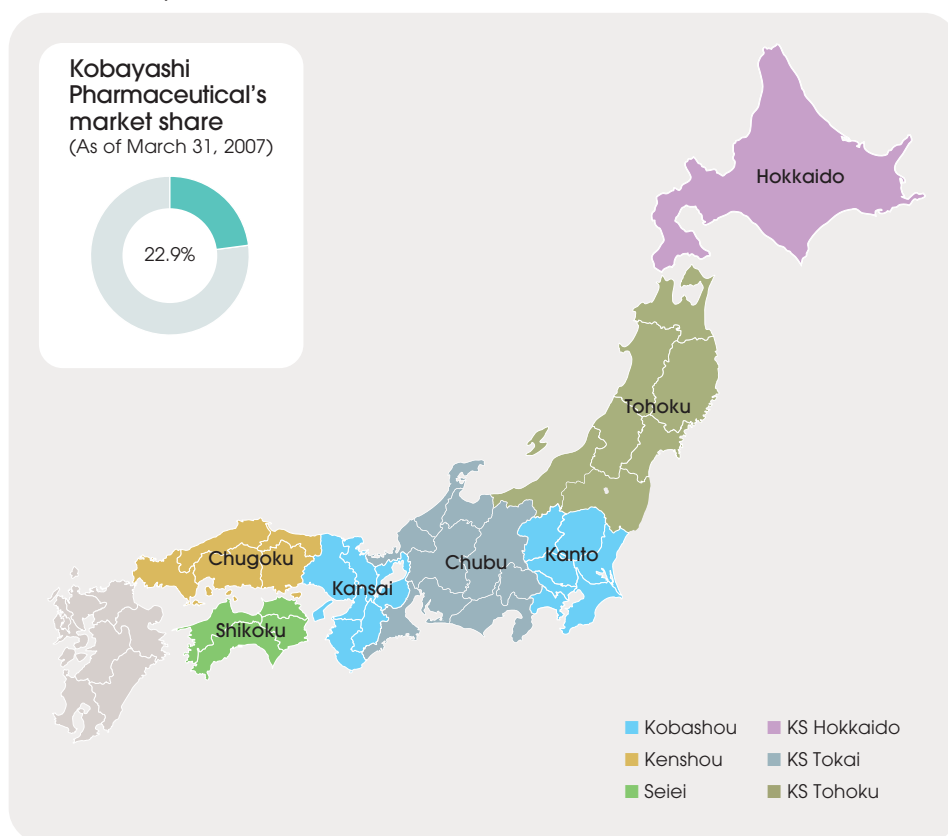 Kobayashi
Pharmaceutical's
market share
(As of March 31, 2007)
22.9%
Hokkaido
Tohoku
Kanto
Chubu
Kansai
Chugoku
Shikoku
Kobashou
Kenshou
Seiei
KS Hokkaido
KS Tokai
KS Tohoku